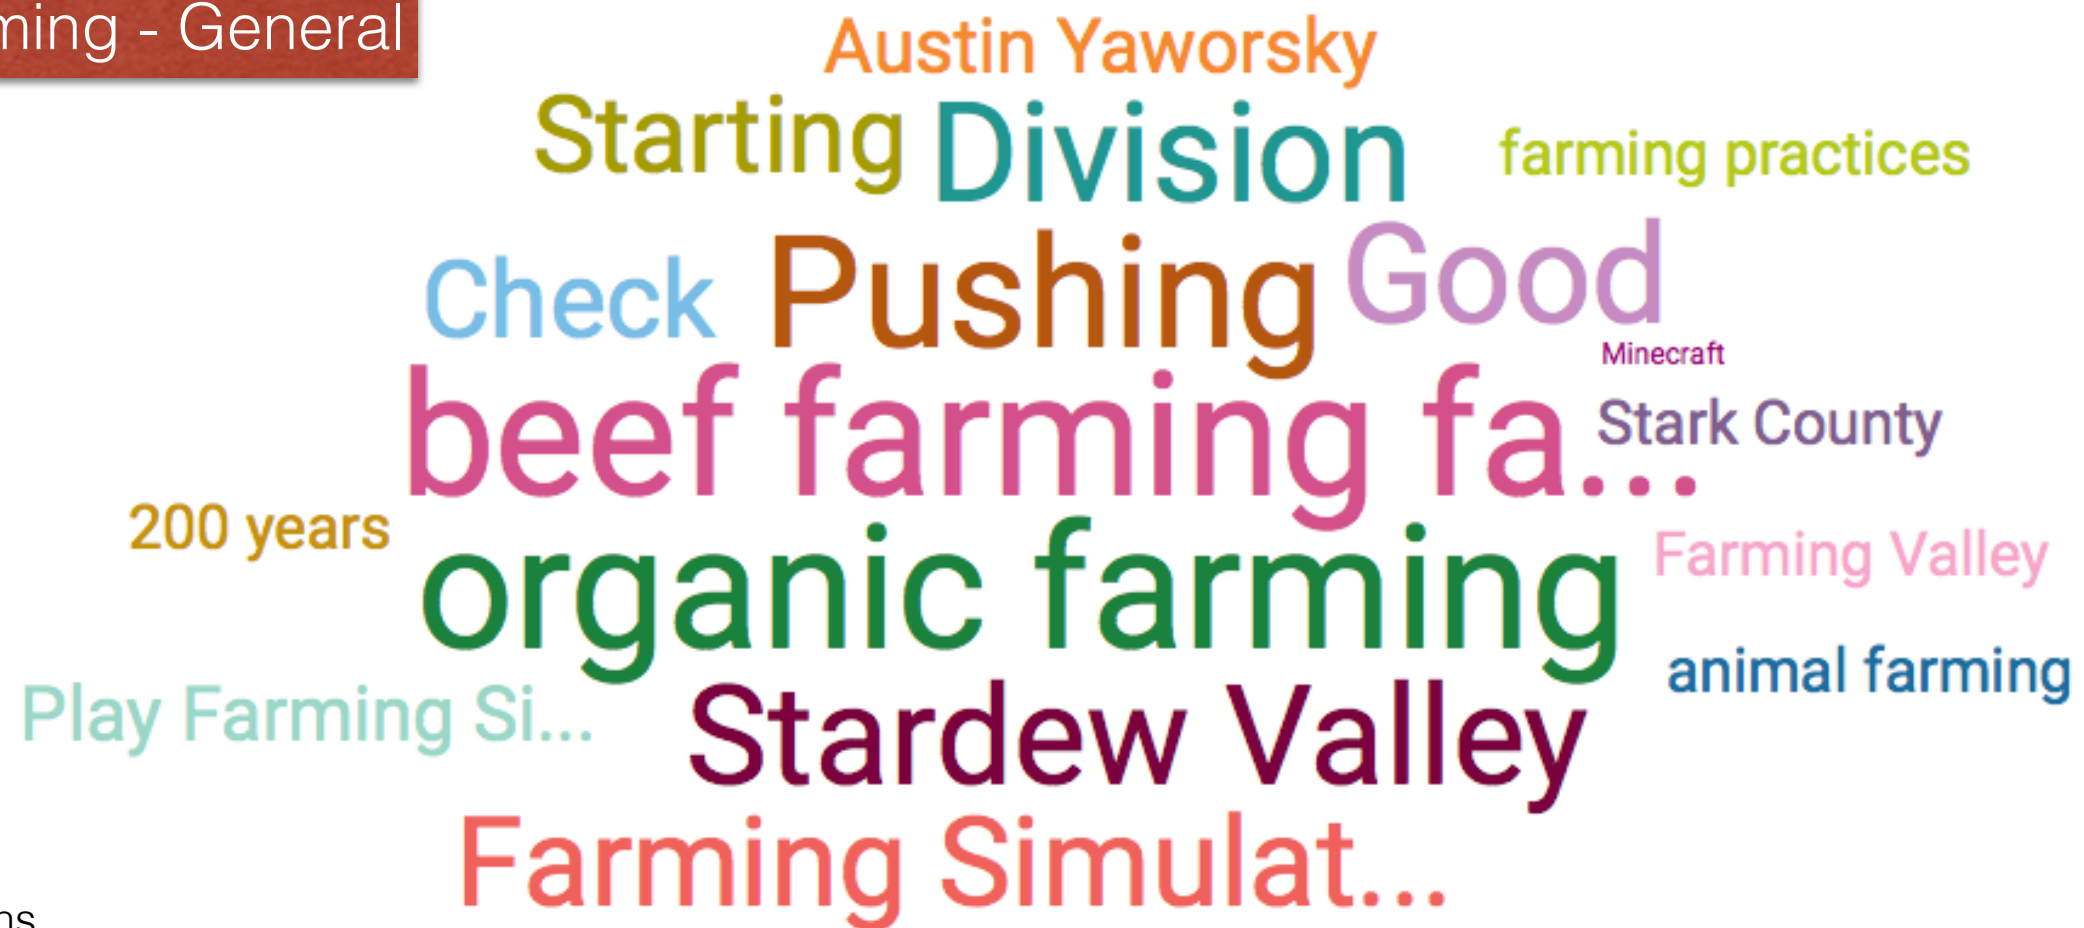 ming - General
Austin Yaworsky
Starting Division farming practices
Check Pushing Good
Minecraft
beef farming fa... Stark County
200 years
organic farming Farming Valley
animal farming
Play Farming Si... Stardew Valley
Farming Simulat...
ns